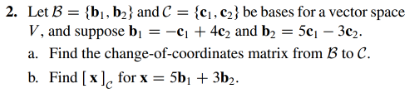 2. Let 𝓑 = {b₁, b₂} and 𝒞 = {c₁, c₂} be bases for a vector space
V, and suppose b₁ = −c₁ + 4c₂ and b₂ = 5c₁ − 3c₂.
a. Find the change-of-coordinates matrix from 𝓑 to 𝒞.
b. Find [ x ]𝒞 for x = 5b₁ + 3b₂.